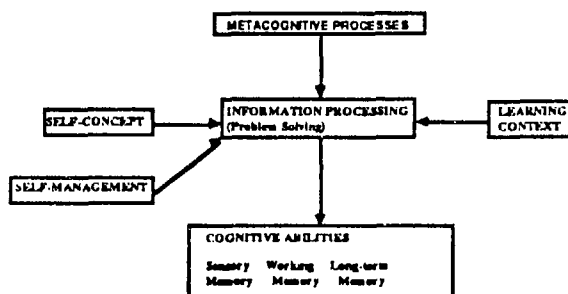 METACOGNITIVE PROCESSES
INFORMATION PROCESSING
(Problem Solving)
SELF-CONCEPT
LEARNING
CONTEXT
SELF-MANAGEMENT
COGNITIVE ABILITIES
Sensory Working Long-term
Memory Memory Memory